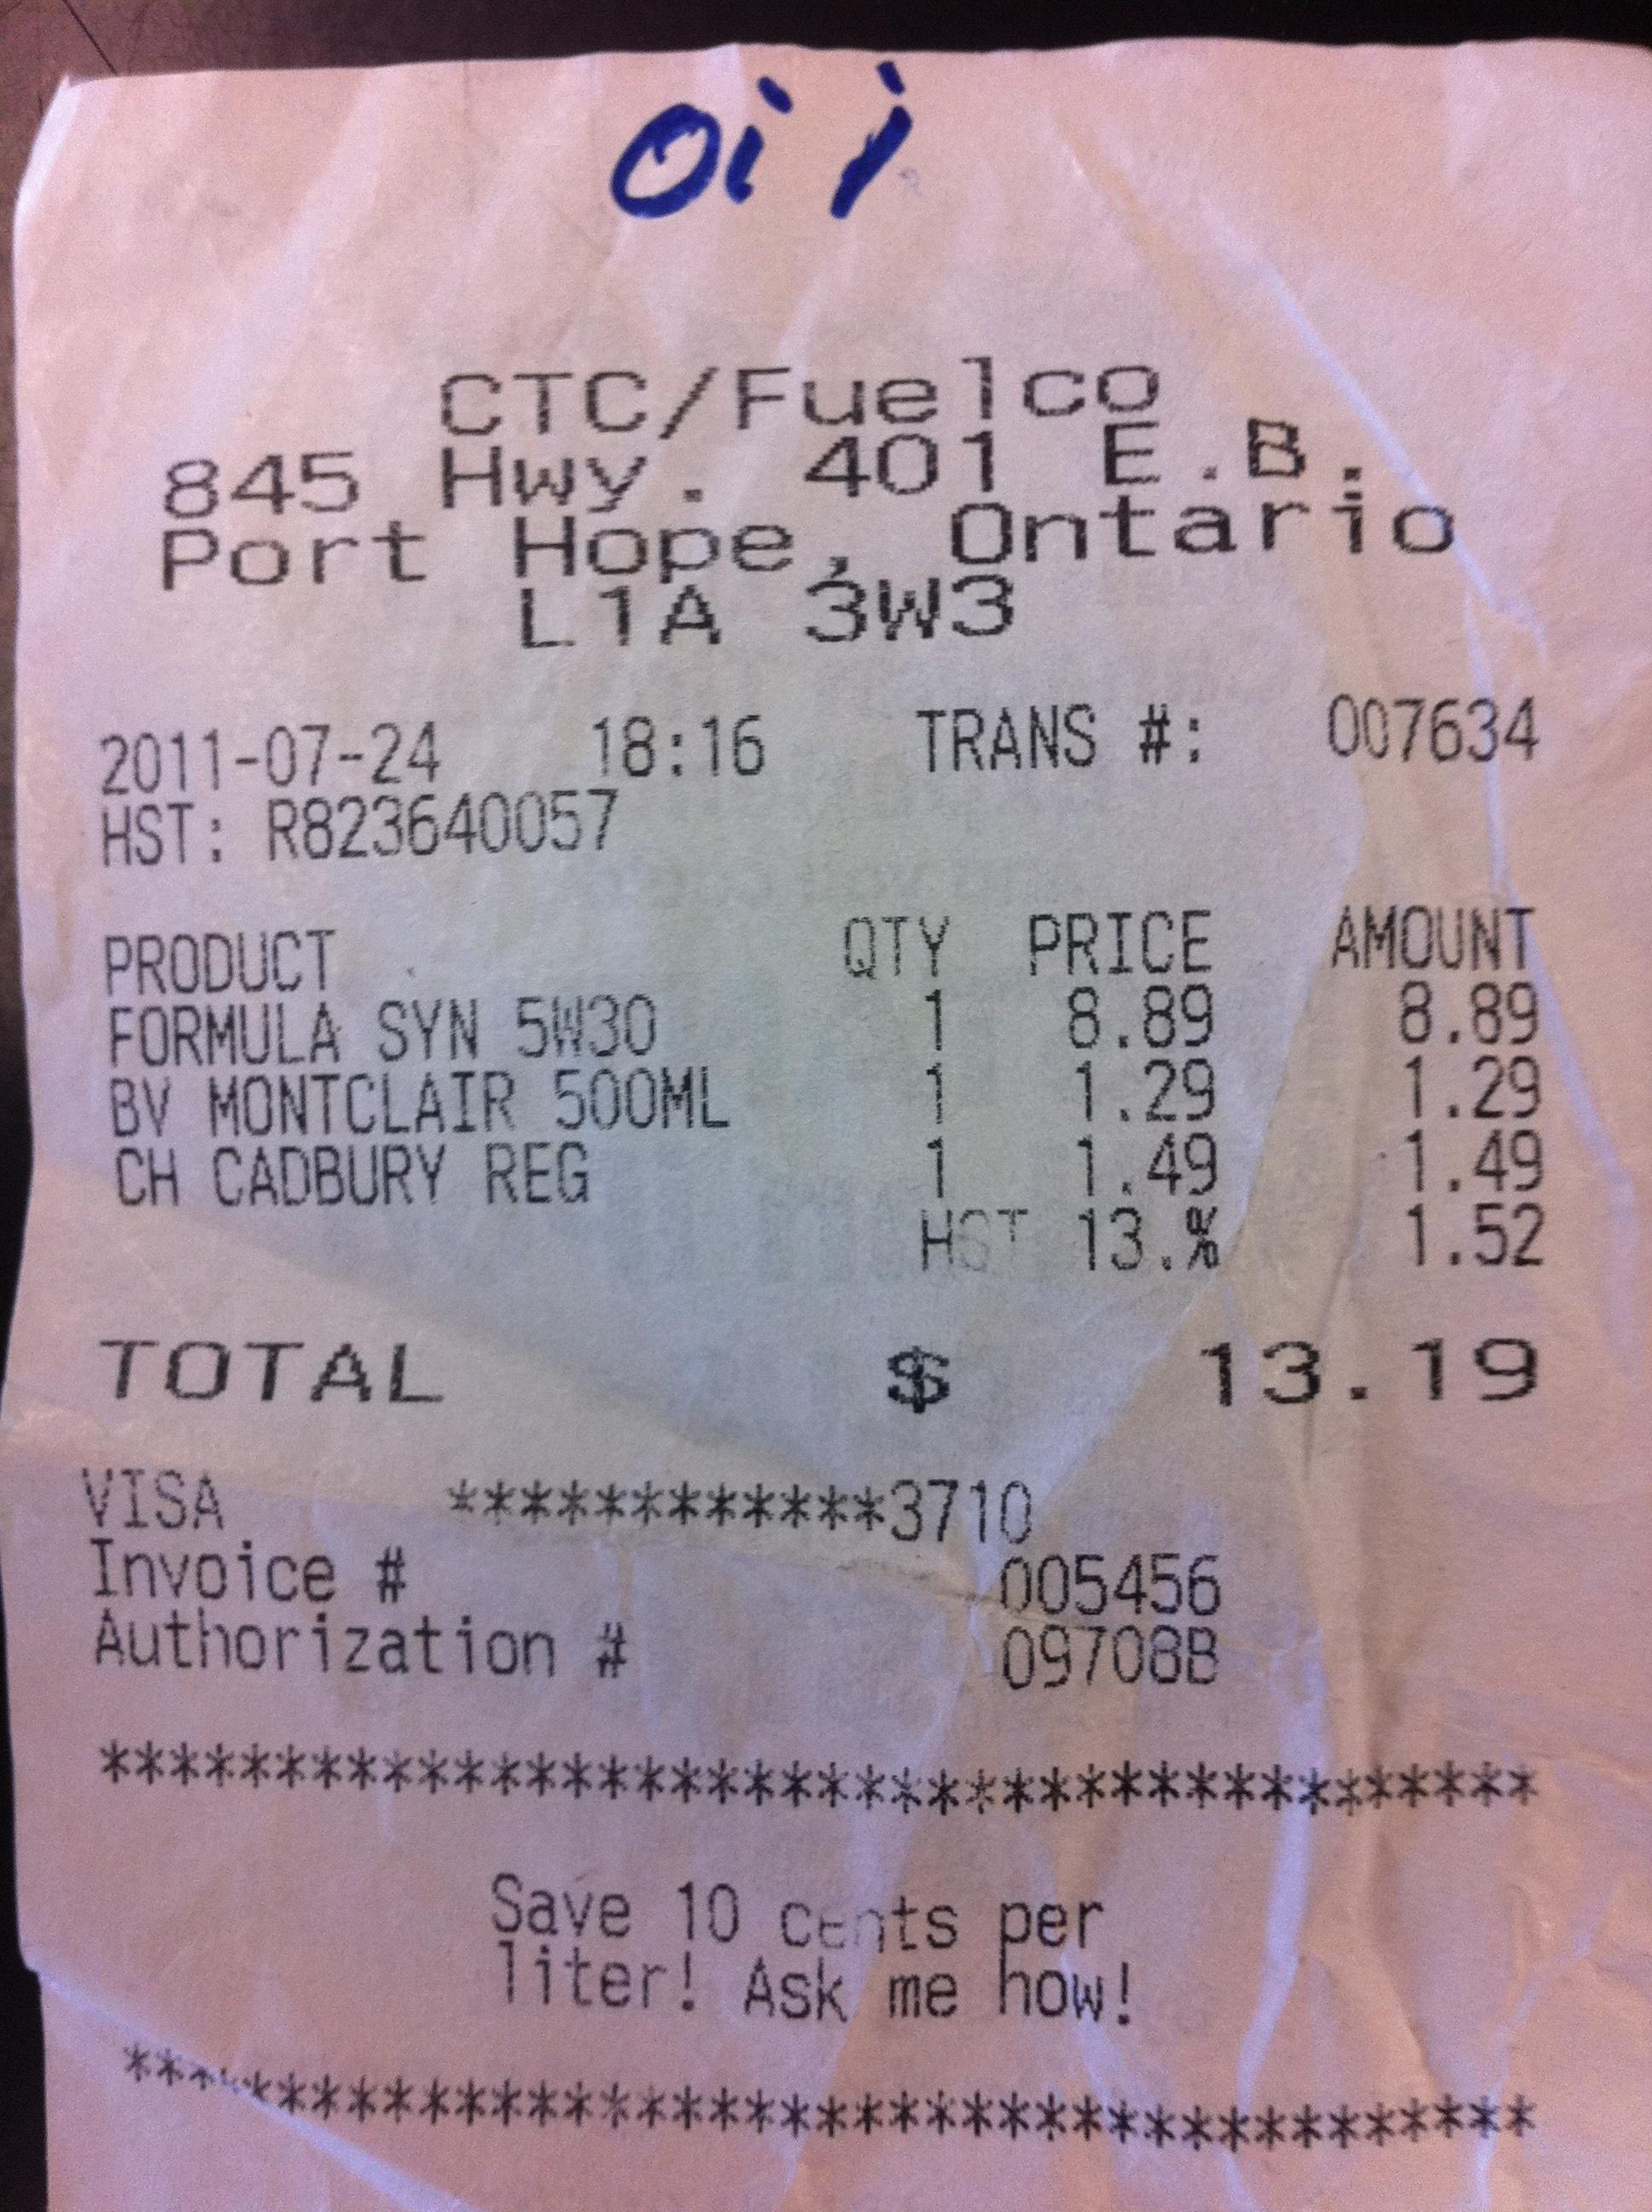 Oil
CTC/Fuelco
845 Hwy. 401 E.B.
Port Hope, Ontario
L1A 3W3
2011-07-24 18:16 TRANS #: 007634
HST: R823640057
PRODUCT QTY PRICE AMOUNT
FORMULA SYN 5W30 1 8.89 8.89
BV MONTCLAIR 500ML 1 1.29 1.29
CH CADBURY REG 1 1.49 1.49
HST 13.% 1.52
TOTAL $ 13.19
VISA ************3710
Invoice # 005456
Authorization # 09708B
****************************************
Save 10 cents per
liter! Ask me how!
****************************************